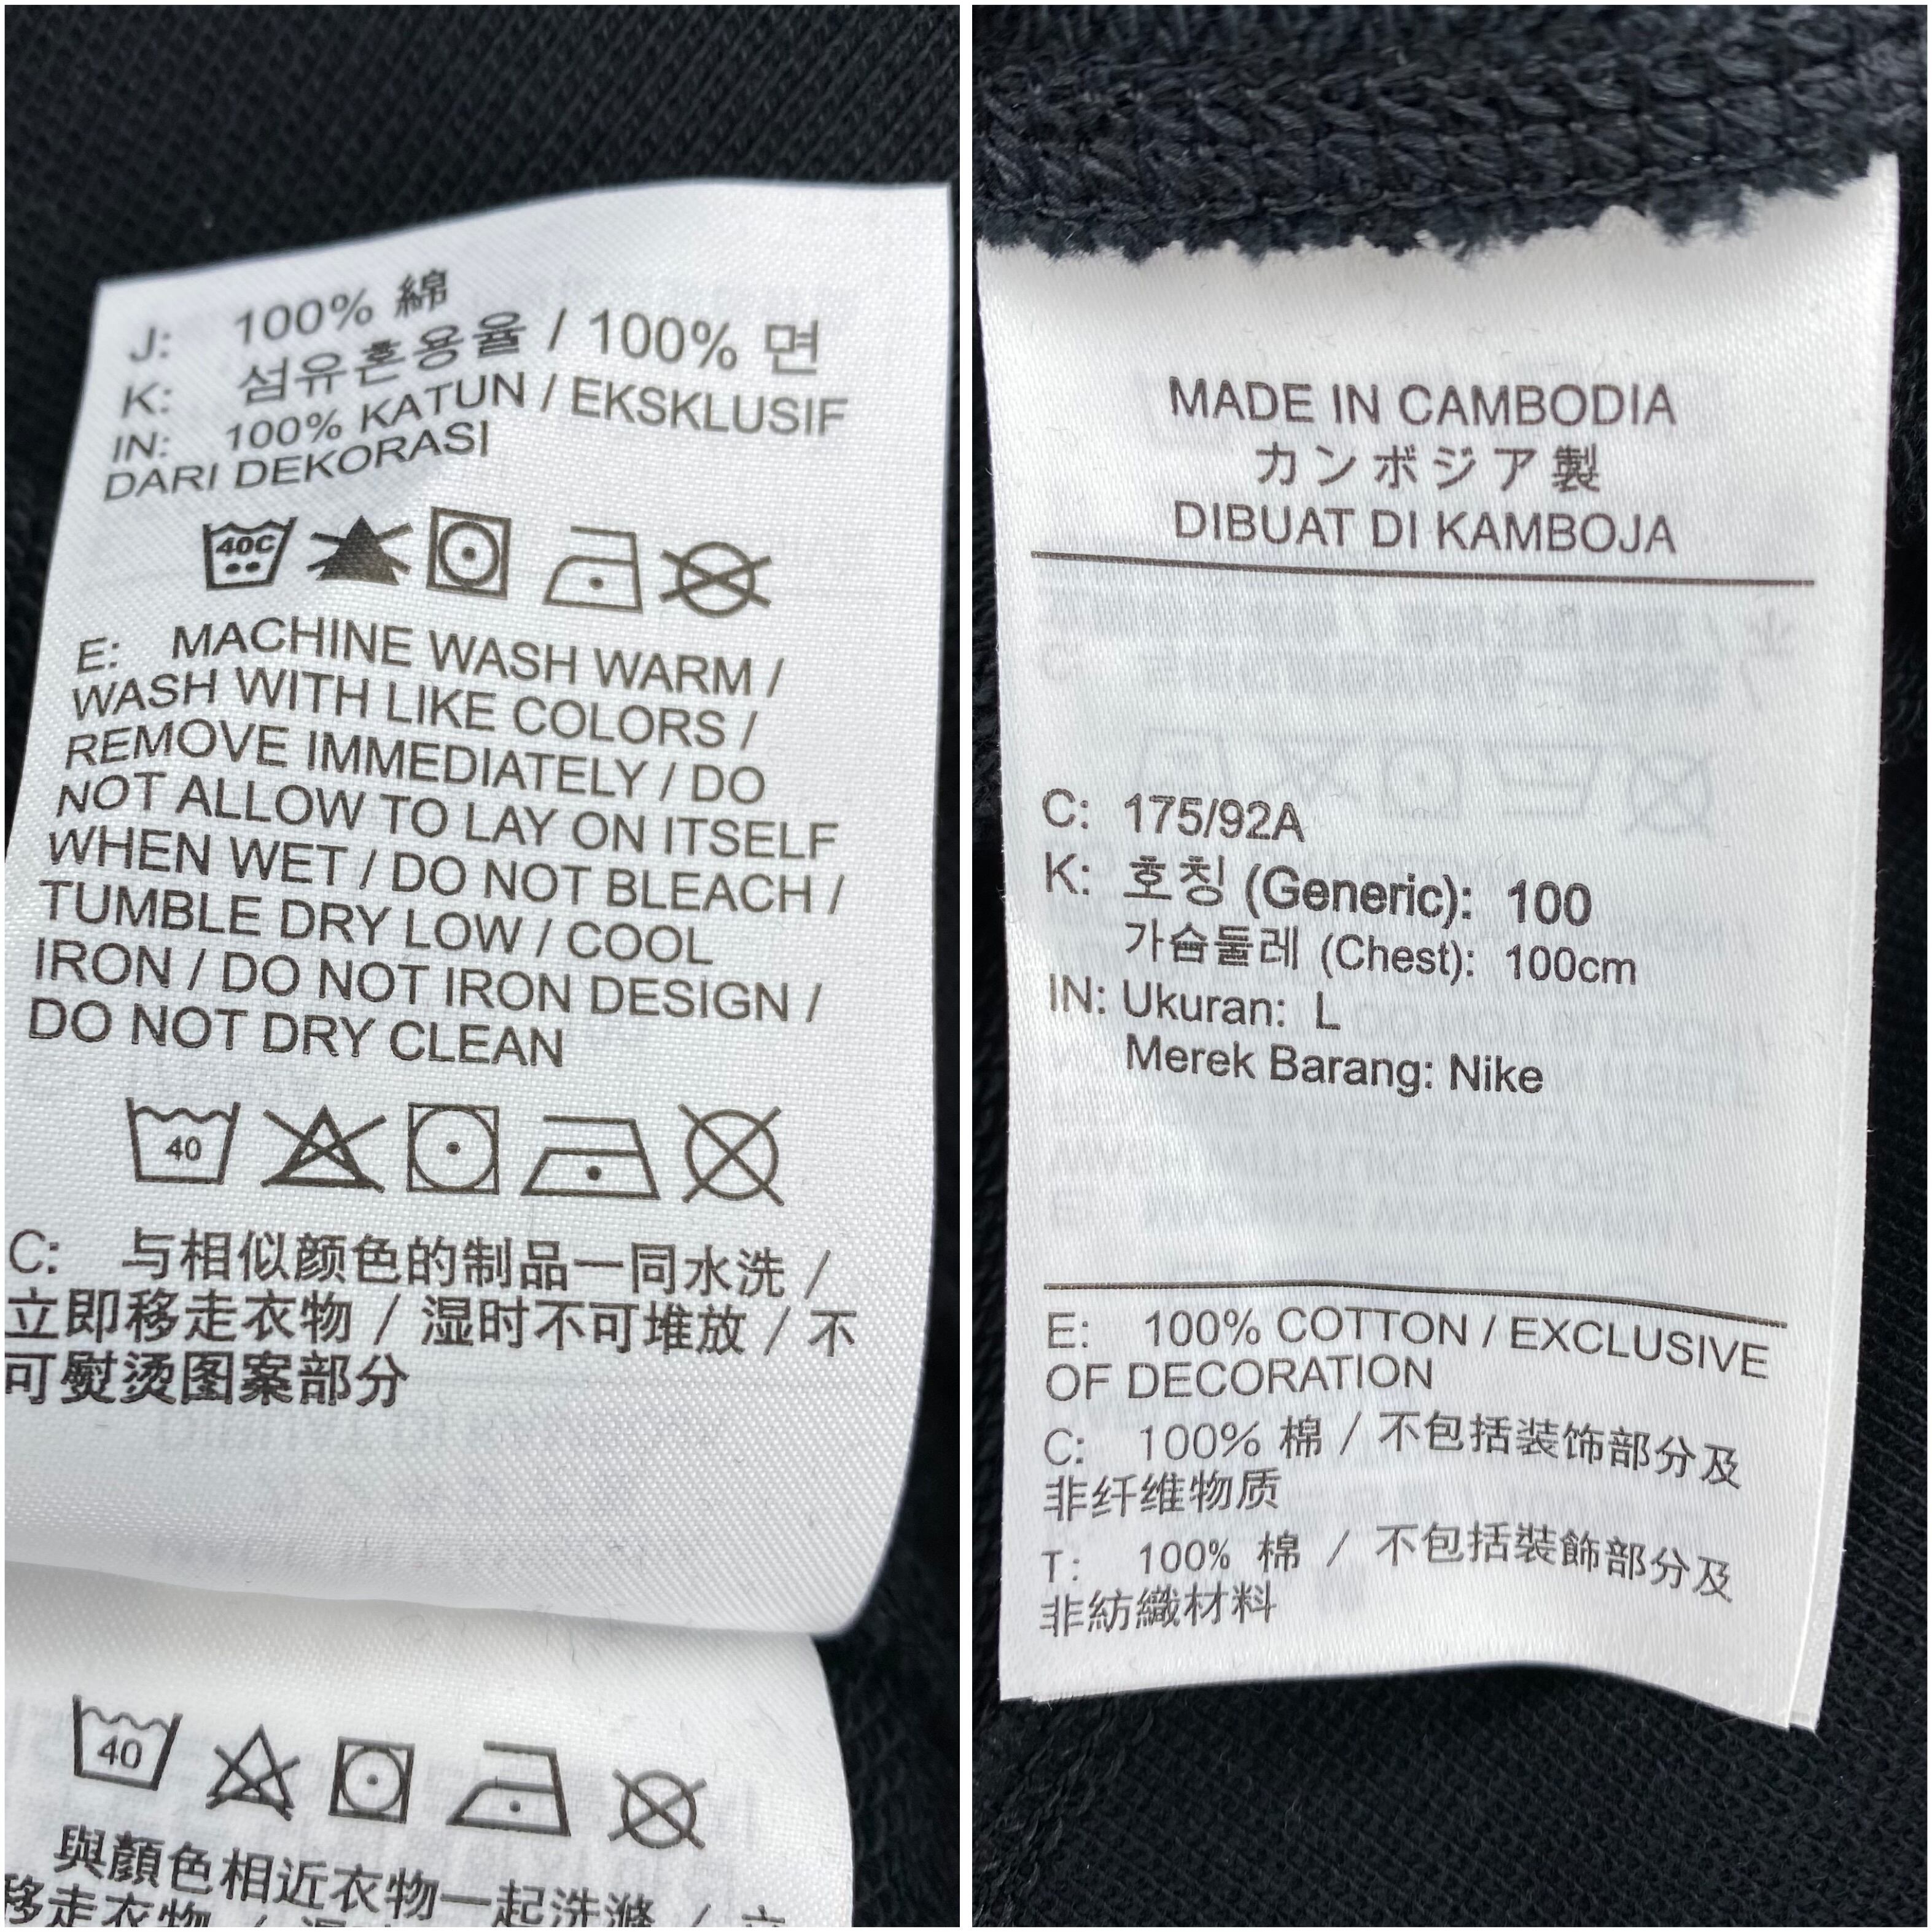 J: 100% 綿
K: 섬유혼용율 / 100% 면
IN: 100% KATUN / EKSKLUSIF
DARI DEKORASI
40C
E: MACHINE WASH WARM /
WASH WITH LIKE COLORS /
REMOVE IMMEDIATELY / DO
NOT ALLOW TO LAY ON ITSELF
WHEN WET / DO NOT BLEACH /
TUMBLE DRY LOW / COOL
IRON / DO NOT IRON DESIGN /
DO NOT DRY CLEAN
40
C: 与相似颜色的制品一同水洗 /
立即移走衣物 / 湿时不可堆放 / 不
可熨烫图案部分
40
與顏色相近衣物一起洗滌 / 立
移走衣物 /
MADE IN CAMBODIA
カンボジア製
DIBUAT DI KAMBOJA
C: 175/92A
K: 호칭 (Generic): 100
가슴둘레 (Chest): 100cm
IN: Ukuran: L
Merek Barang: Nike
E: 100% COTTON / EXCLUSIVE
OF DECORATION
C: 100% 棉 / 不包括装饰部分及
非纤维物质
T: 100% 棉 / 不包括裝飾部分及
非紡織材料